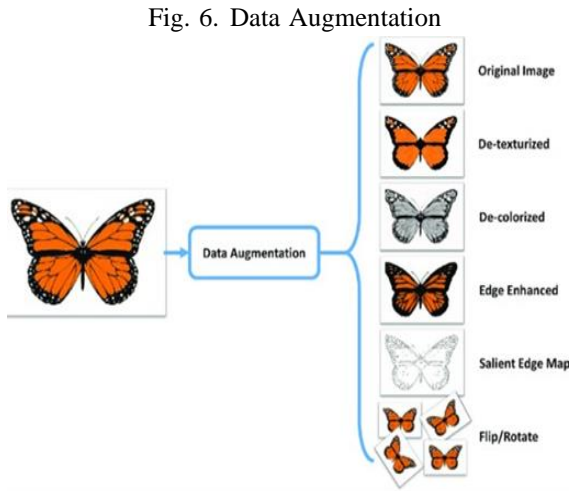 Fig. 6. Data Augmentation
Original Image
De-texturized
De-colorized
Data Augmentation
Edge Enhanced
Salient Edge Map
Flip/Rotate